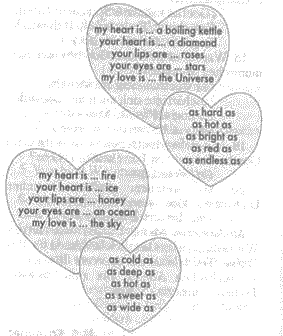 my heart is ... a boiling kettle
your heart is ... a diamond
your lips are ... roses
your eyes are ... stars
my love is ... the Universe
as hard as
as hot as
as bright as
as red as
as endless as
my heart is ... fire
your heart is ... ice
your lips are ... honey
your eyes are ... an ocean
my love is ... the sky
as cold as
as deep as
as hot as
as sweet as
as wide as